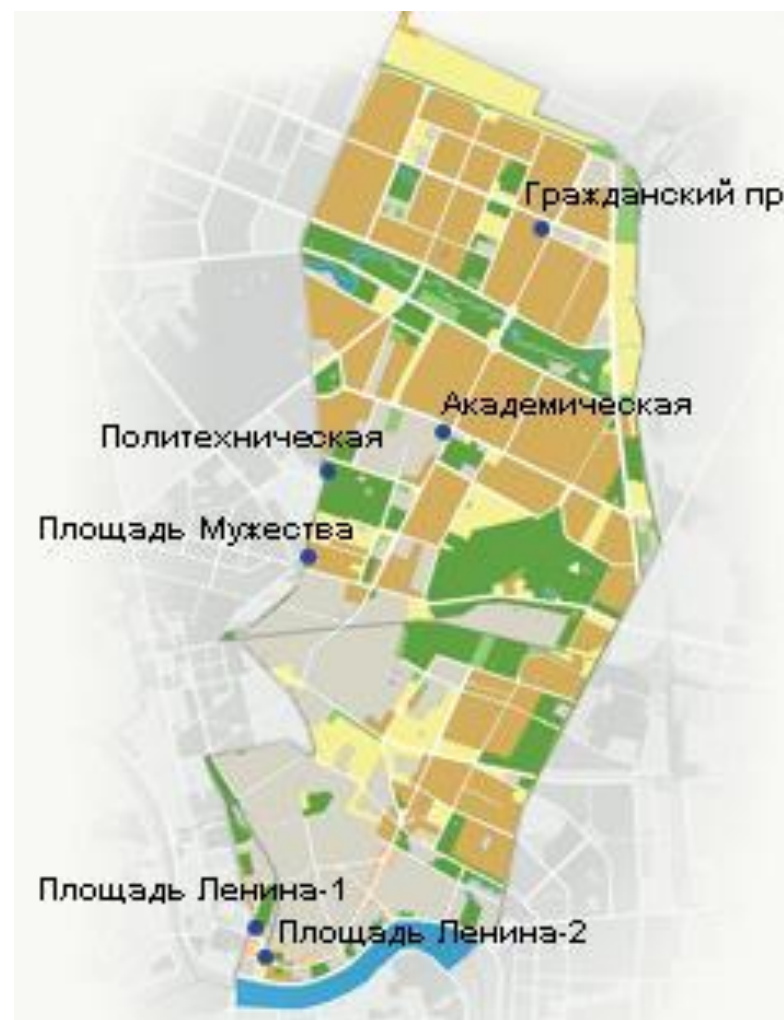 Гражданский пр
Академическая
Политехническая
Площадь Мужества
Площадь Ленина-1
Площадь Ленина-2